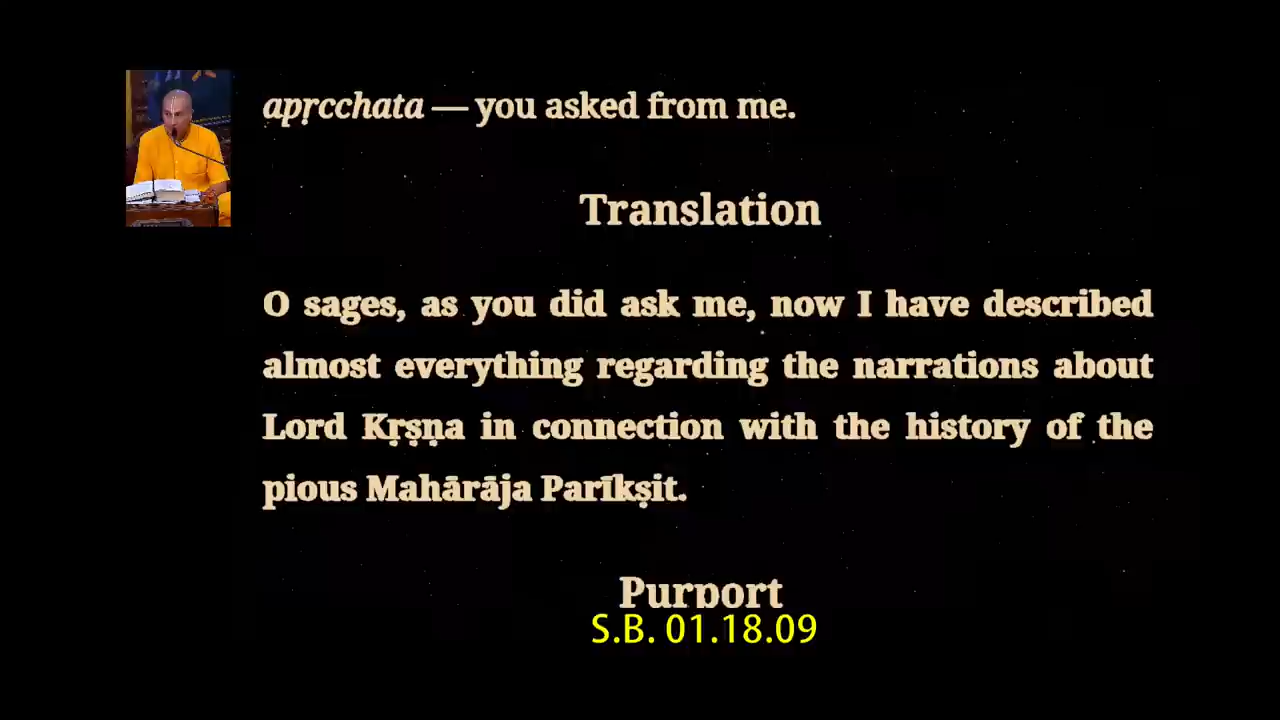 apṛcchata — you asked from me.
Translation
O sages, as you did ask me, now I have described
almost everything regarding the narrations about
Lord Kṛṣṇa in connection with the history of the
pious Mahārāja Parīkṣit.
Purport
S.B. 01.18.09